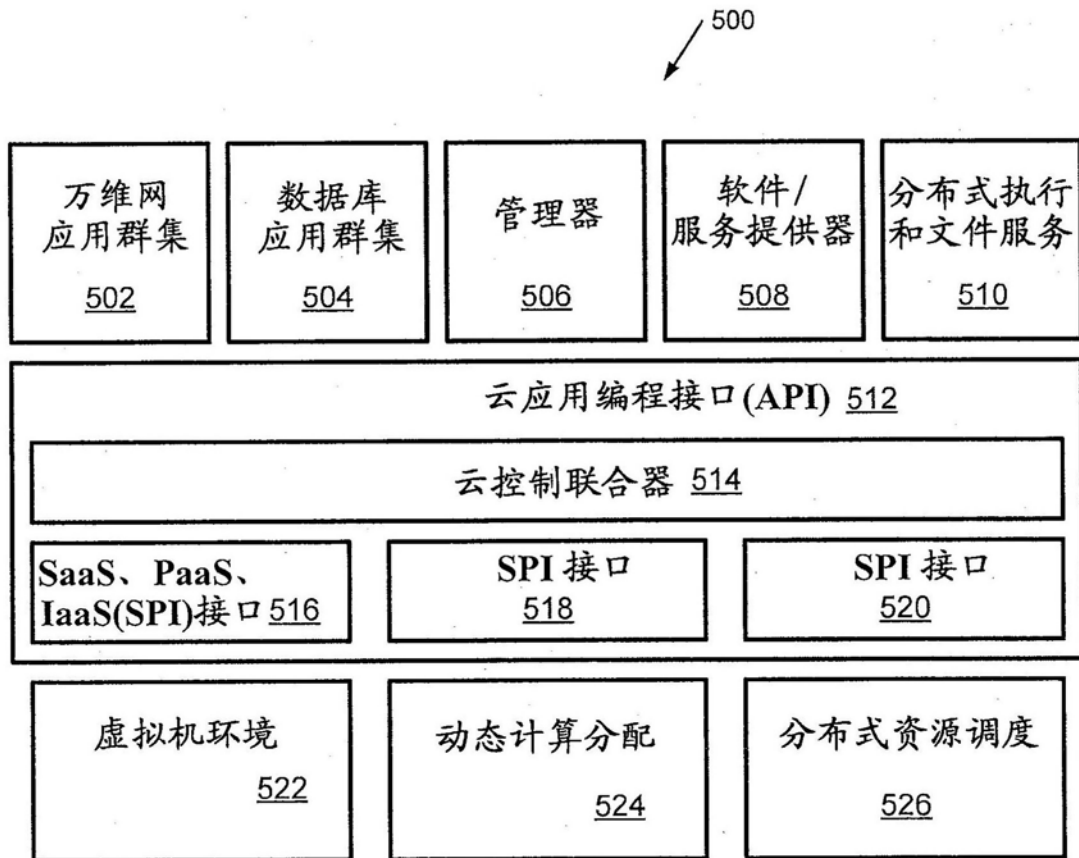 500
万维网
应用群集
502
数据库
应用群集
504
管理器
506
软件/
服务提供器
508
分布式执行
和文件服务
510
云应用编程接口(API) 512
云控制联合器 514
SaaS、PaaS、
IaaS(SPI)接口516
SPI 接口
518
SPI 接口
520
虚拟机环境
522
动态计算分配
524
分布式资源调度
526